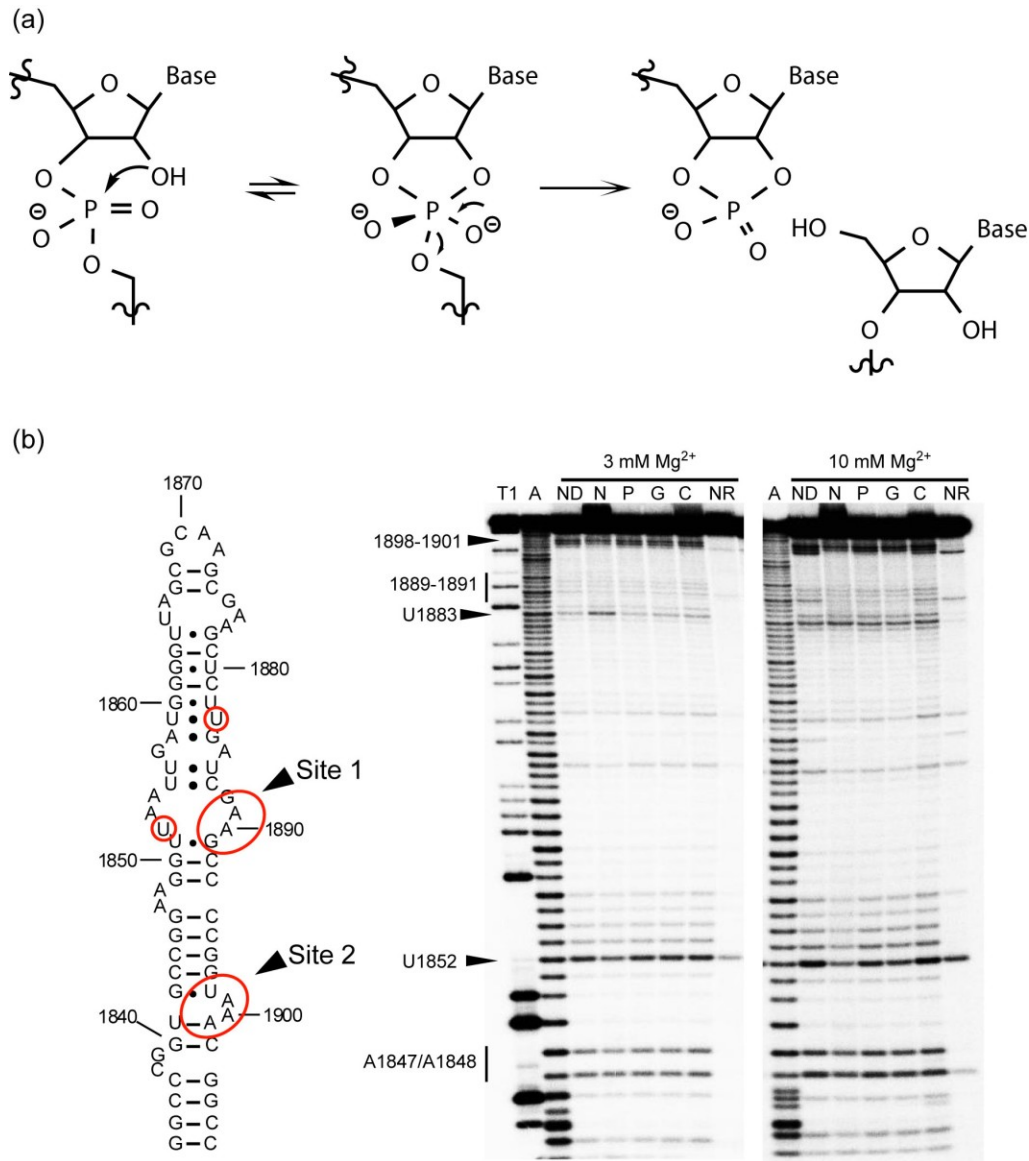 (a)
O Base
O OH
⊖ P = O
O
O
O Base
O O
⊖ P ⊖
O O
O
O Base
O O
⊖ P
O O
HO O Base
O OH
(b)
1870
C A
G A
C – G
G – C
A G
U A
U • G A
G – C
G • U 1880
G – C
1860 G • U
U • U
A • G
G • A
U • U
U • C
Site 1
A G
A A
U A 1890
U • G
1850 G – C
G – C
A
A C
G – C
G – C
C – G
Site 2
C – G
G • U A
1840 U – A A 1900
G – C
C G
C – G
C – G
G – C
G – C
3 mM Mg2+ 10 mM Mg2+
T1 A ND N P G C NR A ND N P G C NR
1898-1901
1889-1891
U1883
U1852
A1847/A1848